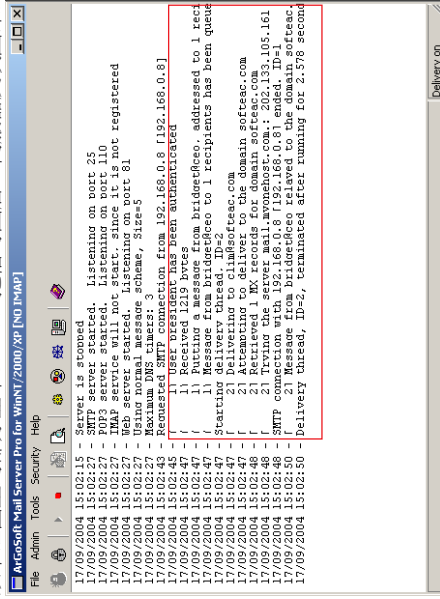 ArGoSoft Mail Server Pro for WinNT/2000/XP [NO IMAP]
File Admin Tools Security Help
17/09/2004 15:02:15 - Server is stopped
17/09/2004 15:02:27 - SMTP server started. Listening on port 25
17/09/2004 15:02:27 - POP3 server started. Listening on port 110
17/09/2004 15:02:27 - IMAP service will not start, since it is not registered
17/09/2004 15:02:27 - Web server started. Listening on port 81
17/09/2004 15:02:27 - Using normal message scheme, Size=5
17/09/2004 15:02:27 - Maximum DNS timers: 3
17/09/2004 15:02:43 - Requested SMTP connection from 192.168.0.8 [192.168.0.8]
17/09/2004 15:02:45 - ( 1) User president has been authenticated
17/09/2004 15:02:47 - ( 1) Received 1219 bytes
17/09/2004 15:02:47 - ( 1) Putting a message, from bridget@ceo, addressed to 1 reci
17/09/2004 15:02:47 - ( 1) Message from bridget@ceo to 1 recipients has been queue
17/09/2004 15:02:47 - Starting delivery thread. ID=2
17/09/2004 15:02:47 - [ 2] Delivering to clim@softeac.com
17/09/2004 15:02:47 - [ 2] Attempting to deliver to the domain softeac.com
17/09/2004 15:02:48 - [ 2] Retrieved 1 MX records for domain softeac.com
17/09/2004 15:02:48 - [ 2] Trying the server mail.mvonehost.com.: 202.133.105.161
17/09/2004 15:02:48 - SMTP connection with 192.168.0.8 [192.168.0.8] ended. ID=1
17/09/2004 15:02:50 - [ 2] Message from bridget@ceo relayed to the domain softeac.
17/09/2004 15:02:50 - Delivery thread, ID=2, terminated after running for 2.578 second
Delivery on